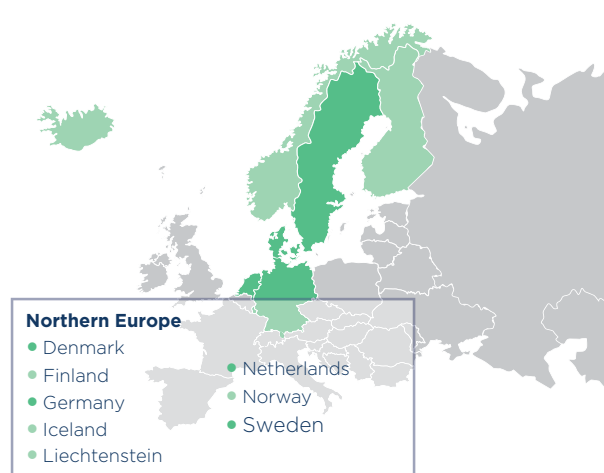 Northern Europe
Denmark
Finland
Germany
Iceland
Liechtenstein
Netherlands
Norway
Sweden